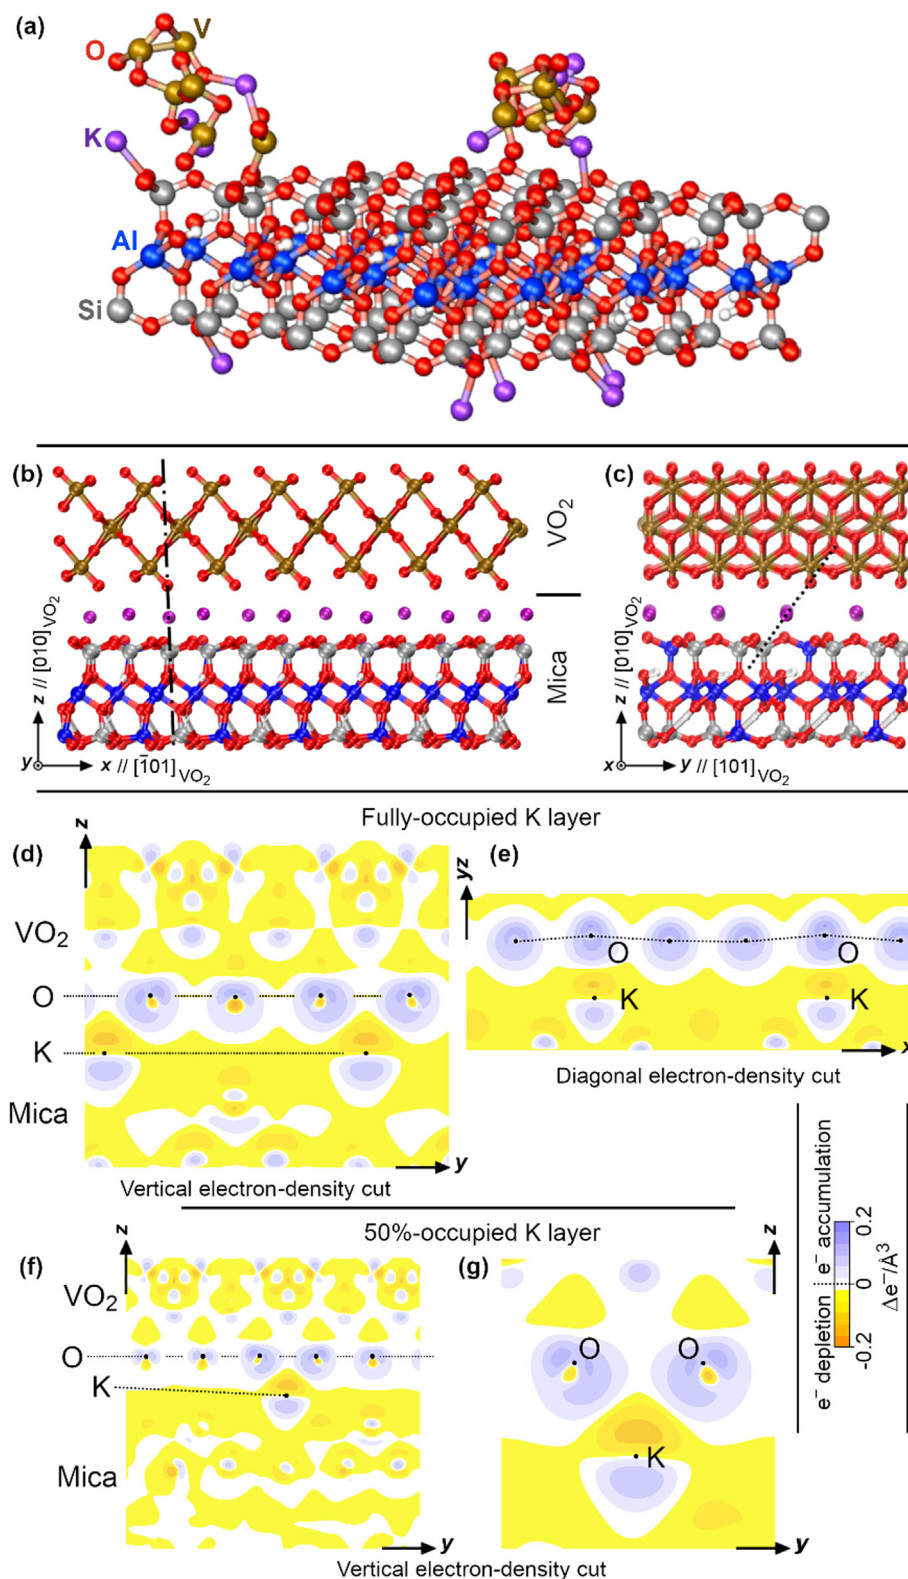 (a)
O
V
K
Al
Si
(b)
(c)
VO2
Mica
z // [010]VO2
y
x // [1̄01]VO2
z // [010]VO2
x
y // [101]VO2
Fully-occupied K layer
(d)
z
(e)
yz
VO2
O
O
O
K
K
K
Mica
x
y
Diagonal electron-density cut
Vertical electron-density cut
50%-occupied K layer
(f)
z
(g)
z
VO2
O
O
O
K
K
Mica
y
y
Vertical electron-density cut
e− depletion
e− accumulation
-0.2
0
0.2
Δe−/Å3